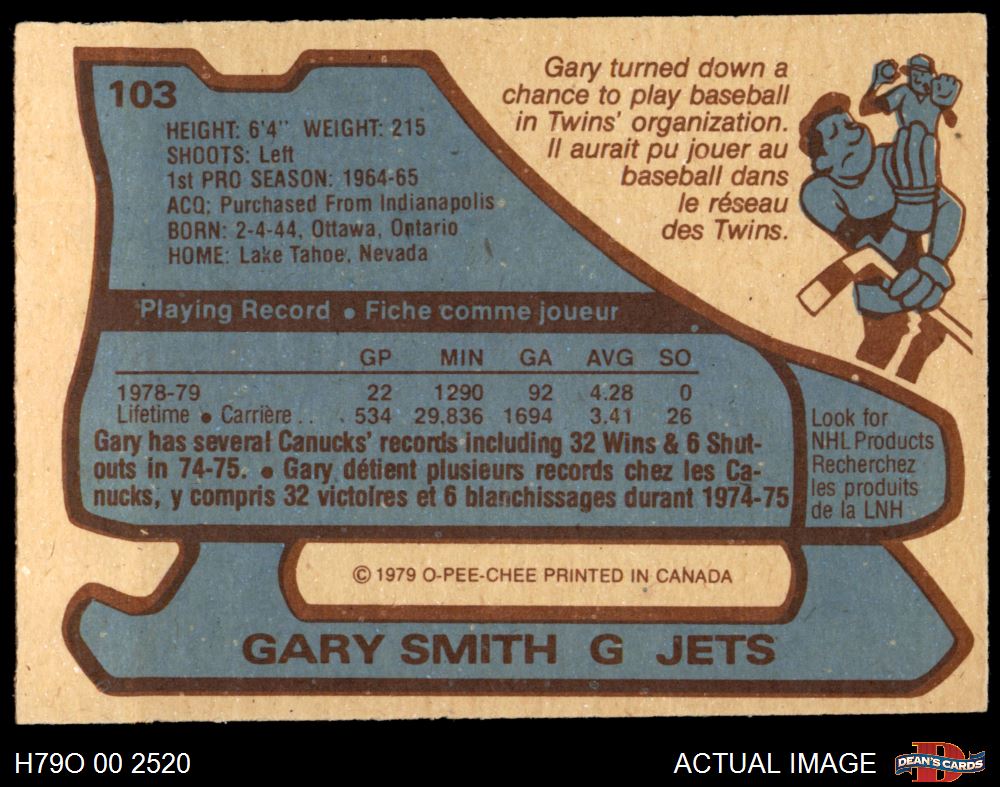 103
HEIGHT: 6'4" WEIGHT: 215
SHOOTS: Left
1st PRO SEASON: 1964-65
ACQ: Purchased From Indianapolis
BORN: 2-4-44, Ottawa, Ontario
HOME: Lake Tahoe, Nevada
Gary turned down a
chance to play baseball
in Twins' organization.
Il aurait pu jouer au
baseball dans
le réseau
des Twins.
Playing Record • Fiche comme joueur
GP MIN GA AVG SO
1978-79 22 1290 92 4.28 0
Lifetime • Carrière . . . 534 29.836 1694 3.41 26
Gary has several Canucks' records including 32 Wins & 6 Shut-
outs in 74-75. • Gary détient plusieurs records chez les Ca-
nucks, y compris 32 victoires et 6 blanchissages durant 1974-75
Look for
NHL Products
Recherchez
les produits
de la LNH
© 1979 O-PEE-CHEE PRINTED IN CANADA
GARY SMITH G JETS
H79O 00 2520
ACTUAL IMAGE
D
DEAN'S CARDS